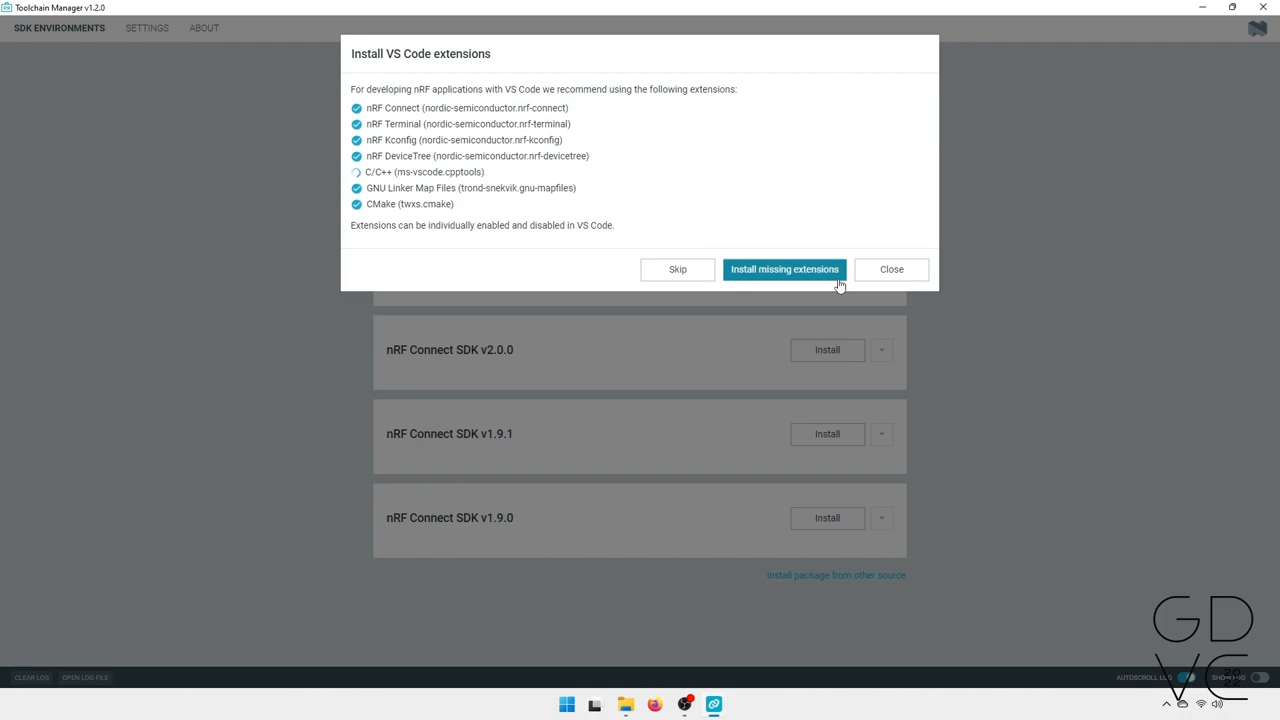 Toolchain Manager v1.2.0
SDK ENVIRONMENTS SETTINGS ABOUT
Install VS Code extensions
For developing nRF applications with VS Code we recommend using the following extensions:
nRF Connect (nordic-semiconductor.nrf-connect)
nRF Terminal (nordic-semiconductor.nrf-terminal)
nRF Kconfig (nordic-semiconductor.nrf-kconfig)
nRF DeviceTree (nordic-semiconductor.nrf-devicetree)
C/C++ (ms-vscode.cpptools)
GNU Linker Map Files (trond-snekvik.gnu-mapfiles)
CMake (twxs.cmake)
Extensions can be individually enabled and disabled in VS Code.
Skip Install missing extensions Close
nRF Connect SDK v2.0.0 Install
nRF Connect SDK v1.9.1 Install
nRF Connect SDK v1.9.0 Install
Install package from other source
GD
VC
CLEAR LOG OPEN LOG FILE AUTOSCROLL LOG SHOW LOG